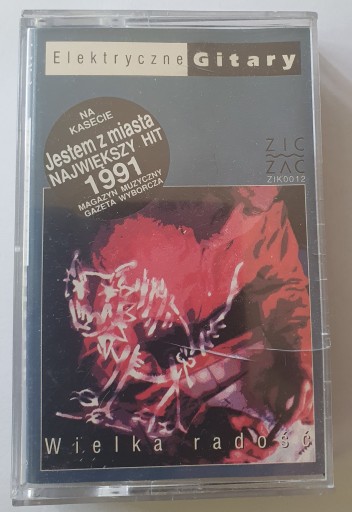 Elektryczne Gitary
NA
KASECIE
Jestem z miasta
NAJWIĘKSZY HIT
1991
MAGAZYN MUZYCZNY
GAZETA WYBORCZA
ZIC
ZAC
ZIK0012
Wielka radość